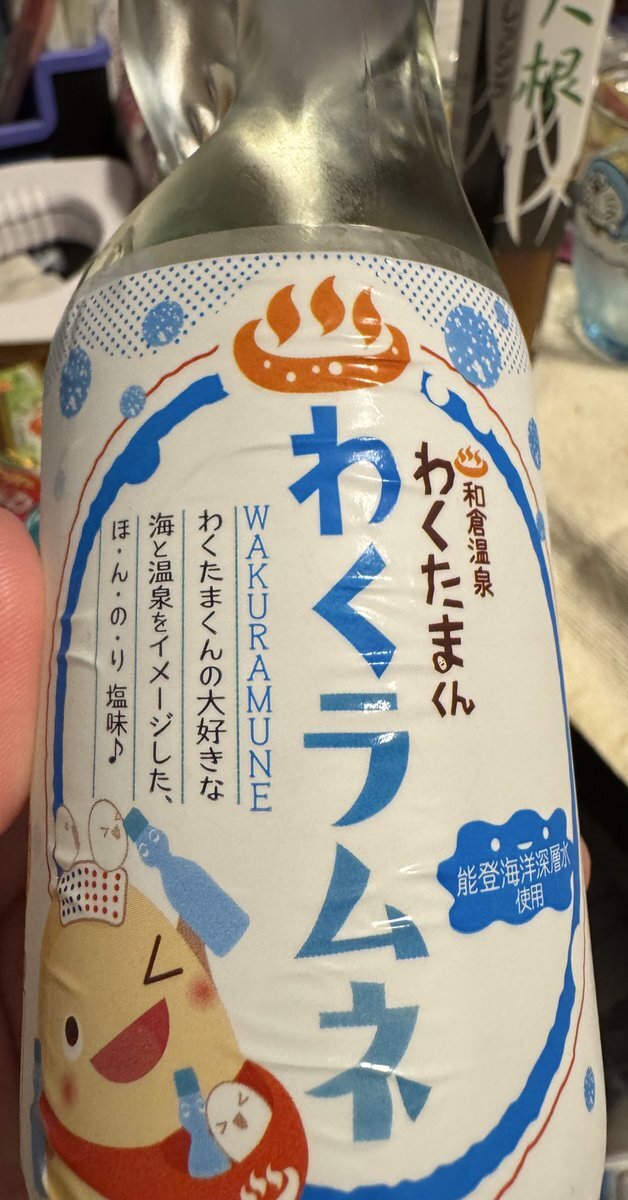 和倉温泉
わくたまくん
わくラムネ
WAKURAMUNE
わくたまくんの大好きな
海と温泉をイメージした、
ほ・ん・の・り 塩味♪
能登海洋深層水
使用
根